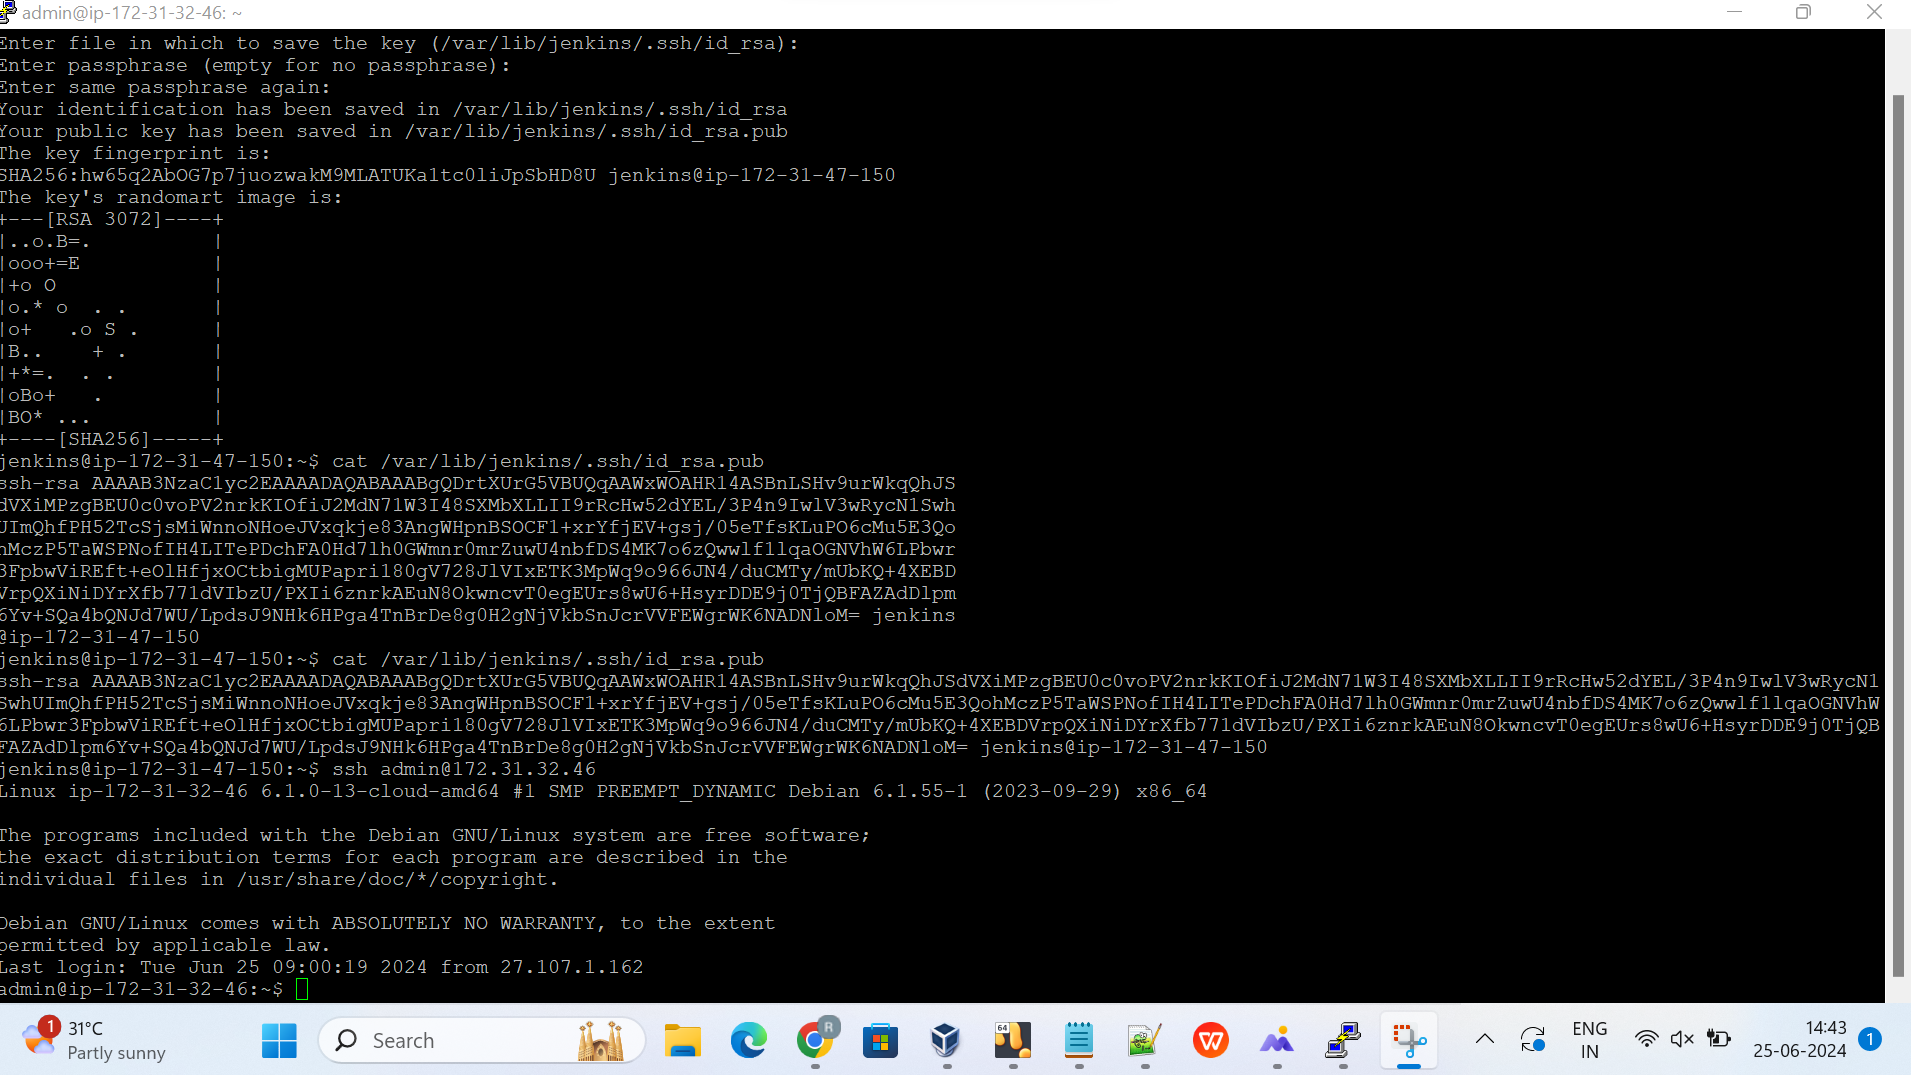 admin@ip-172-31-32-46: ~
Enter file in which to save the key (/var/lib/jenkins/.ssh/id_rsa):
Enter passphrase (empty for no passphrase):
Enter same passphrase again:
Your identification has been saved in /var/lib/jenkins/.ssh/id_rsa
Your public key has been saved in /var/lib/jenkins/.ssh/id_rsa.pub
The key fingerprint is:
SHA256:hw65q2AbOG7p7juozwakM9MLATUKa1tc0liJpSbHD8U jenkins@ip-172-31-47-150
The key's randomart image is:
+---[RSA 3072]----+
|..o.B=.          |
|ooo+=E           |
|+o O             |
|o.* o  . .       |
|o+   .o S .      |
|B..    + .       |
|+*=.  . .        |
|oBo+   .         |
|BO* ...          |
+----[SHA256]-----+
jenkins@ip-172-31-47-150:~$ cat /var/lib/jenkins/.ssh/id_rsa.pub
ssh-rsa AAAAB3NzaC1yc2EAAAADAQABAAABgQDrtXUrG5VBUQqAAWxWOAHR14ASBnLSHv9urWkqQhJS
dVXiMPzgBEU0c0voPV2nrkKIOfiJ2MdN71W3I48SXMbXLLII9rRcHw52dYEL/3P4n9IwlV3wRycN1Swh
UImQhfPH52TcSjsMiWnnoNHoeJVxqkje83AngWHpnBSOCF1+xrYfjEV+gsj/05eTfsKLuPO6cMu5E3Qo
hMczP5TaWSPNofIH4LITePDchFA0Hd7lh0GWmnr0mrZuwU4nbfDS4MK7o6zQwwlf1lqaOGNVhW6LPbwr
3FpbwViREft+eOlHfjxOCtbigMUPapri180gV728JlVIxETK3MpWq9o966JN4/duCMTy/mUbKQ+4XEBD
VrpQXiNiDYrXfb771dVIbzU/PXIi6znrkAEuN8OkwncvT0egEUrs8wU6+HsyrDDE9j0TjQBFAZAdDlpm
6Yv+SQa4bQNJd7WU/LpdsJ9NHk6HPga4TnBrDe8g0H2gNjVkbSnJcrVVFEWgrWK6NADNloM= jenkins
@ip-172-31-47-150
jenkins@ip-172-31-47-150:~$ cat /var/lib/jenkins/.ssh/id_rsa.pub
ssh-rsa AAAAB3NzaC1yc2EAAAADAQABAAABgQDrtXUrG5VBUQqAAWxWOAHR14ASBnLSHv9urWkqQhJSdVXiMPzgBEU0c0voPV2nrkKIOfiJ2MdN71W3I48SXMbXLLII9rRcHw52dYEL/3P4n9IwlV3wRycN1
SwhUImQhfPH52TcSjsMiWnnoNHoeJVxqkje83AngWHpnBSOCF1+xrYfjEV+gsj/05eTfsKLuPO6cMu5E3QohMczP5TaWSPNofIH4LITePDchFA0Hd7lh0GWmnr0mrZuwU4nbfDS4MK7o6zQwwlf1lqaOGNVhW
6LPbwr3FpbwViREft+eOlHfjxOCtbigMUPapri180gV728JlVIxETK3MpWq9o966JN4/duCMTy/mUbKQ+4XEBDVrpQXiNiDYrXfb771dVIbzU/PXIi6znrkAEuN8OkwncvT0egEUrs8wU6+HsyrDDE9j0TjQB
FAZAdDlpm6Yv+SQa4bQNJd7WU/LpdsJ9NHk6HPga4TnBrDe8g0H2gNjVkbSnJcrVVFEWgrWK6NADNloM= jenkins@ip-172-31-47-150
jenkins@ip-172-31-47-150:~$ ssh admin@172.31.32.46
Linux ip-172-31-32-46 6.1.0-13-cloud-amd64 #1 SMP PREEMPT_DYNAMIC Debian 6.1.55-1 (2023-09-29) x86_64
The programs included with the Debian GNU/Linux system are free software;
the exact distribution terms for each program are described in the
individual files in /usr/share/doc/*/copyright.
Debian GNU/Linux comes with ABSOLUTELY NO WARRANTY, to the extent
permitted by applicable law.
Last login: Tue Jun 25 09:00:19 2024 from 27.107.1.162
admin@ip-172-31-32-46:~$
1
31°C
Partly sunny
Search
R
64
W
ENG
IN
14:43
25-06-2024
1